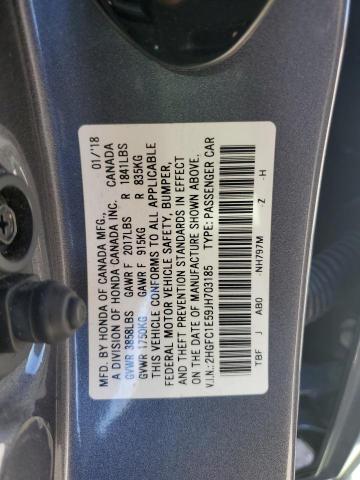 MFD. BY HONDA OF CANADA MFG., 01/'18
A DIVISION OF HONDA CANADA INC. CANADA
GVWR 3858LBS GAWR F 2017LBS R 1841LBS
GVWR 1750KG GAWR F 915KG R 835KG
THIS VEHICLE CONFORMS TO ALL APPLICABLE
FEDERAL MOTOR VEHICLE SAFETY, BUMPER,
AND THEFT PREVENTION STANDARDS IN EFFECT
ON THE DATE OF MANUFACTURE SHOWN ABOVE.
V.I.N.: 2HGFC1E59JH703185 TYPE: PASSENGER CAR
TBF J AB0 -NH797M -Z -H